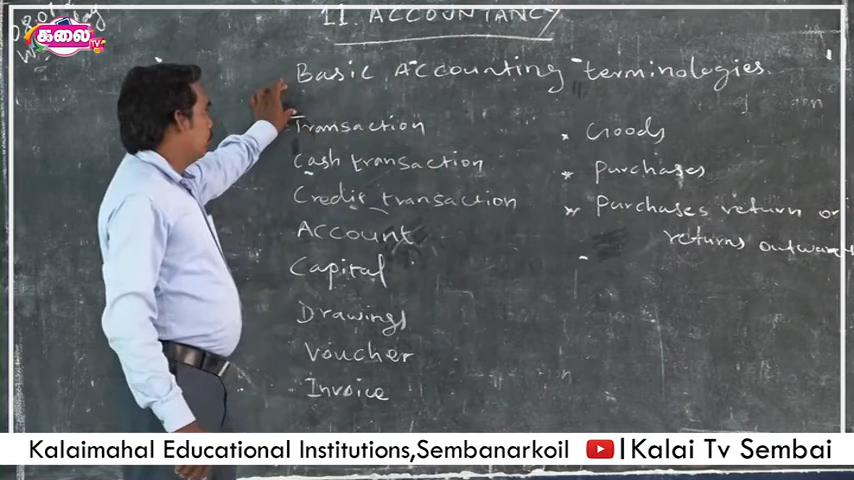 11. ACCOUNTANCY
கலை TV
Basic Accounting terminologies.
Transaction
Cash transaction
Credit transaction
Account
Capital
Drawings
Voucher
Invoice
* Goods
* Purchases
* Purchases return or
returns outward
Kalaimahal Educational Institutions,Sembanarkoil |Kalai Tv Sembai